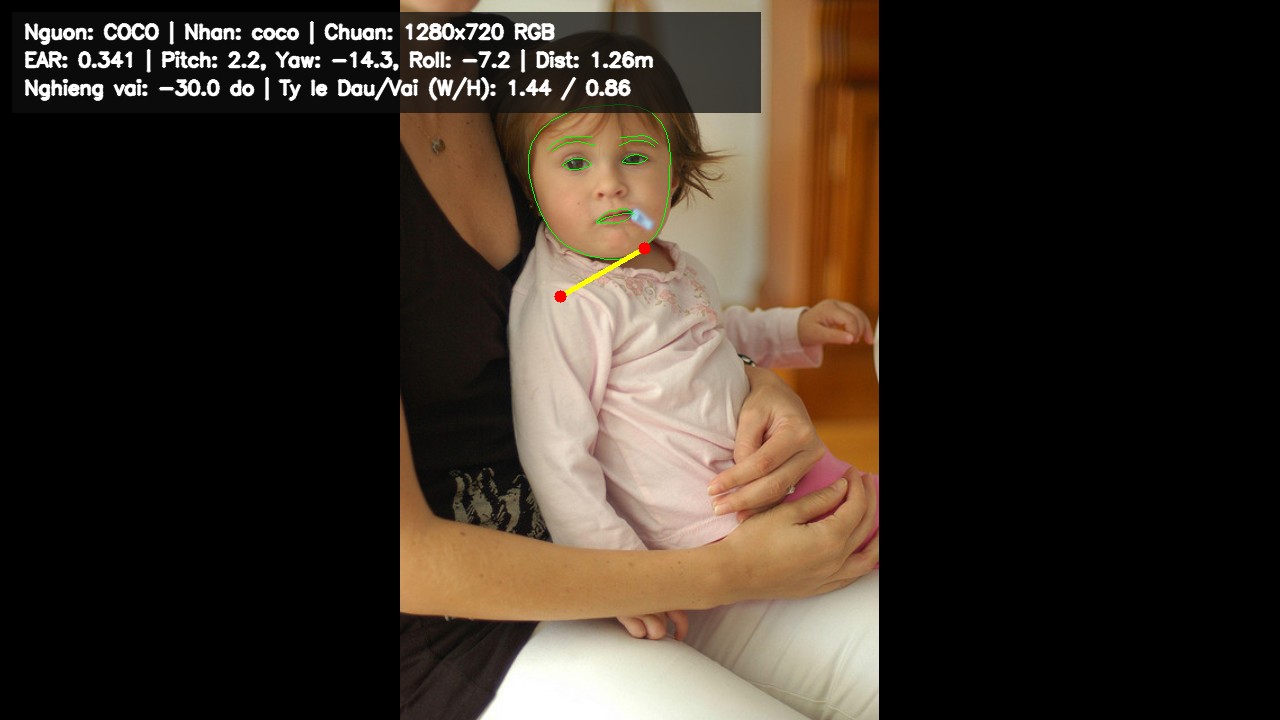 Nguon: COCO | Nhan: coco | Chuan: 1280x720 RGB
EAR: 0.341 | Pitch: 2.2, Yaw: -14.3, Roll: -7.2 | Dist: 1.26m
Nghieng vai: -30.0 do | Ty le Dau/Vai (W/H): 1.44 / 0.86